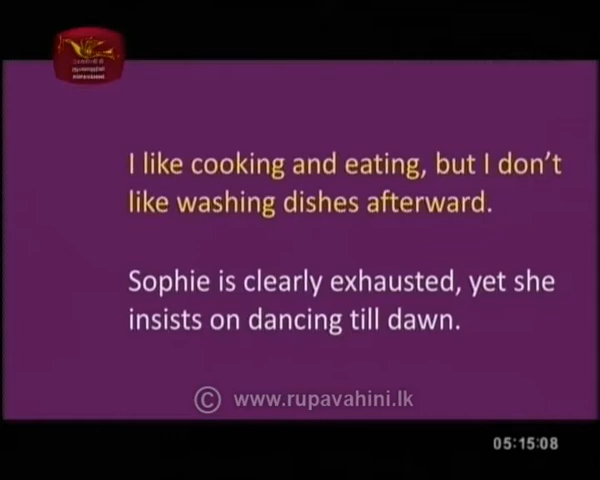 RUPAVAHINI
I like cooking and eating, but I don't
like washing dishes afterward.
Sophie is clearly exhausted, yet she
insists on dancing till dawn.
© www.rupavahini.lk
05:15:08